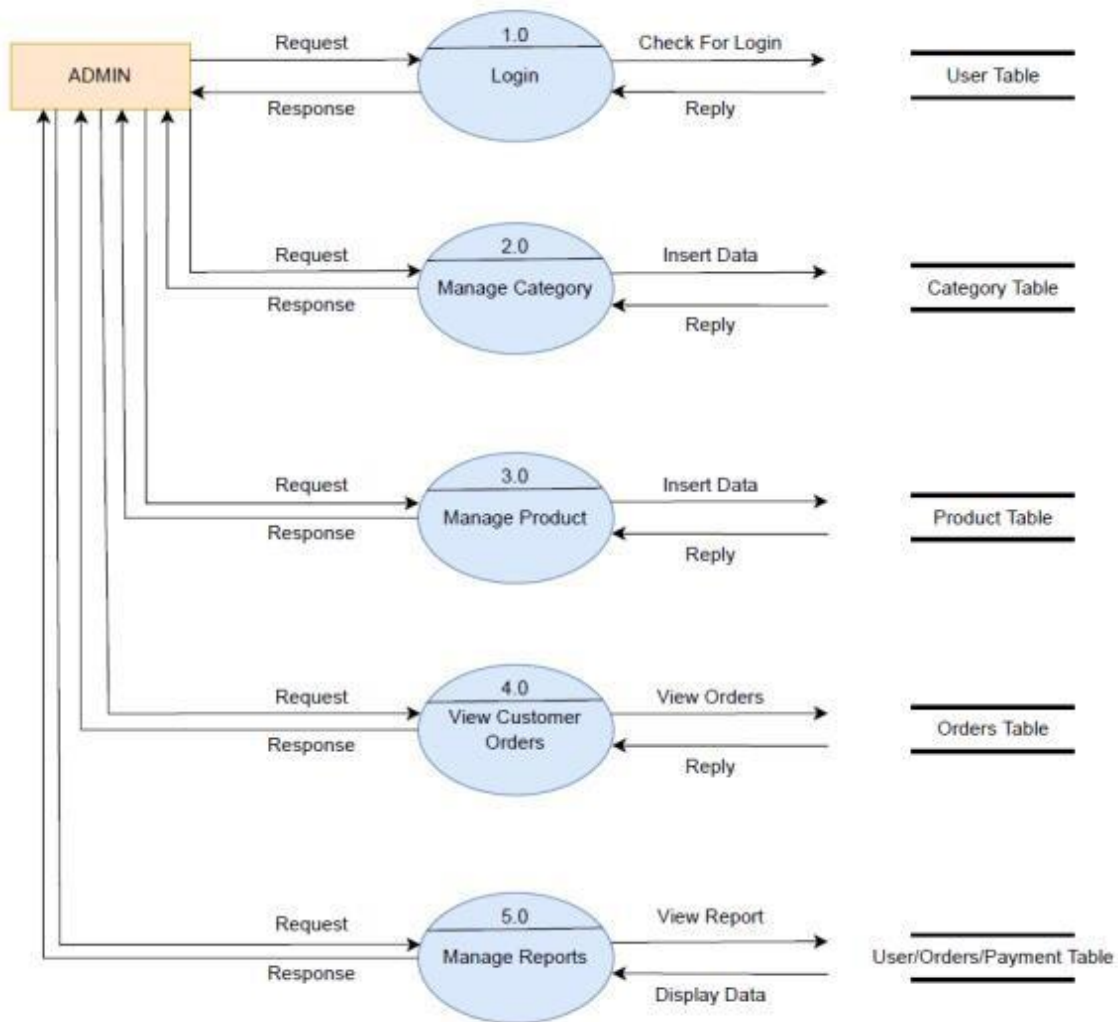 ADMIN
Request
Response
1.0
Login
Check For Login
Reply
User Table
Request
Response
2.0
Manage Category
Insert Data
Reply
Category Table
Request
Response
3.0
Manage Product
Insert Data
Reply
Product Table
Request
Response
4.0
View Customer
Orders
View Orders
Reply
Orders Table
Request
Response
5.0
Manage Reports
View Report
Display Data
User/Orders/Payment Table